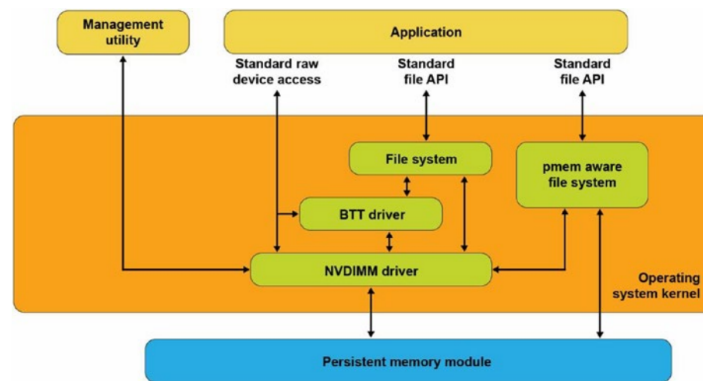 Management
utility
Application
Standard raw
device access
Standard
file API
Standard
file API
File system
pmem aware
file system
BTT driver
NVDIMM driver
Operating
system kernel
Persistent memory module